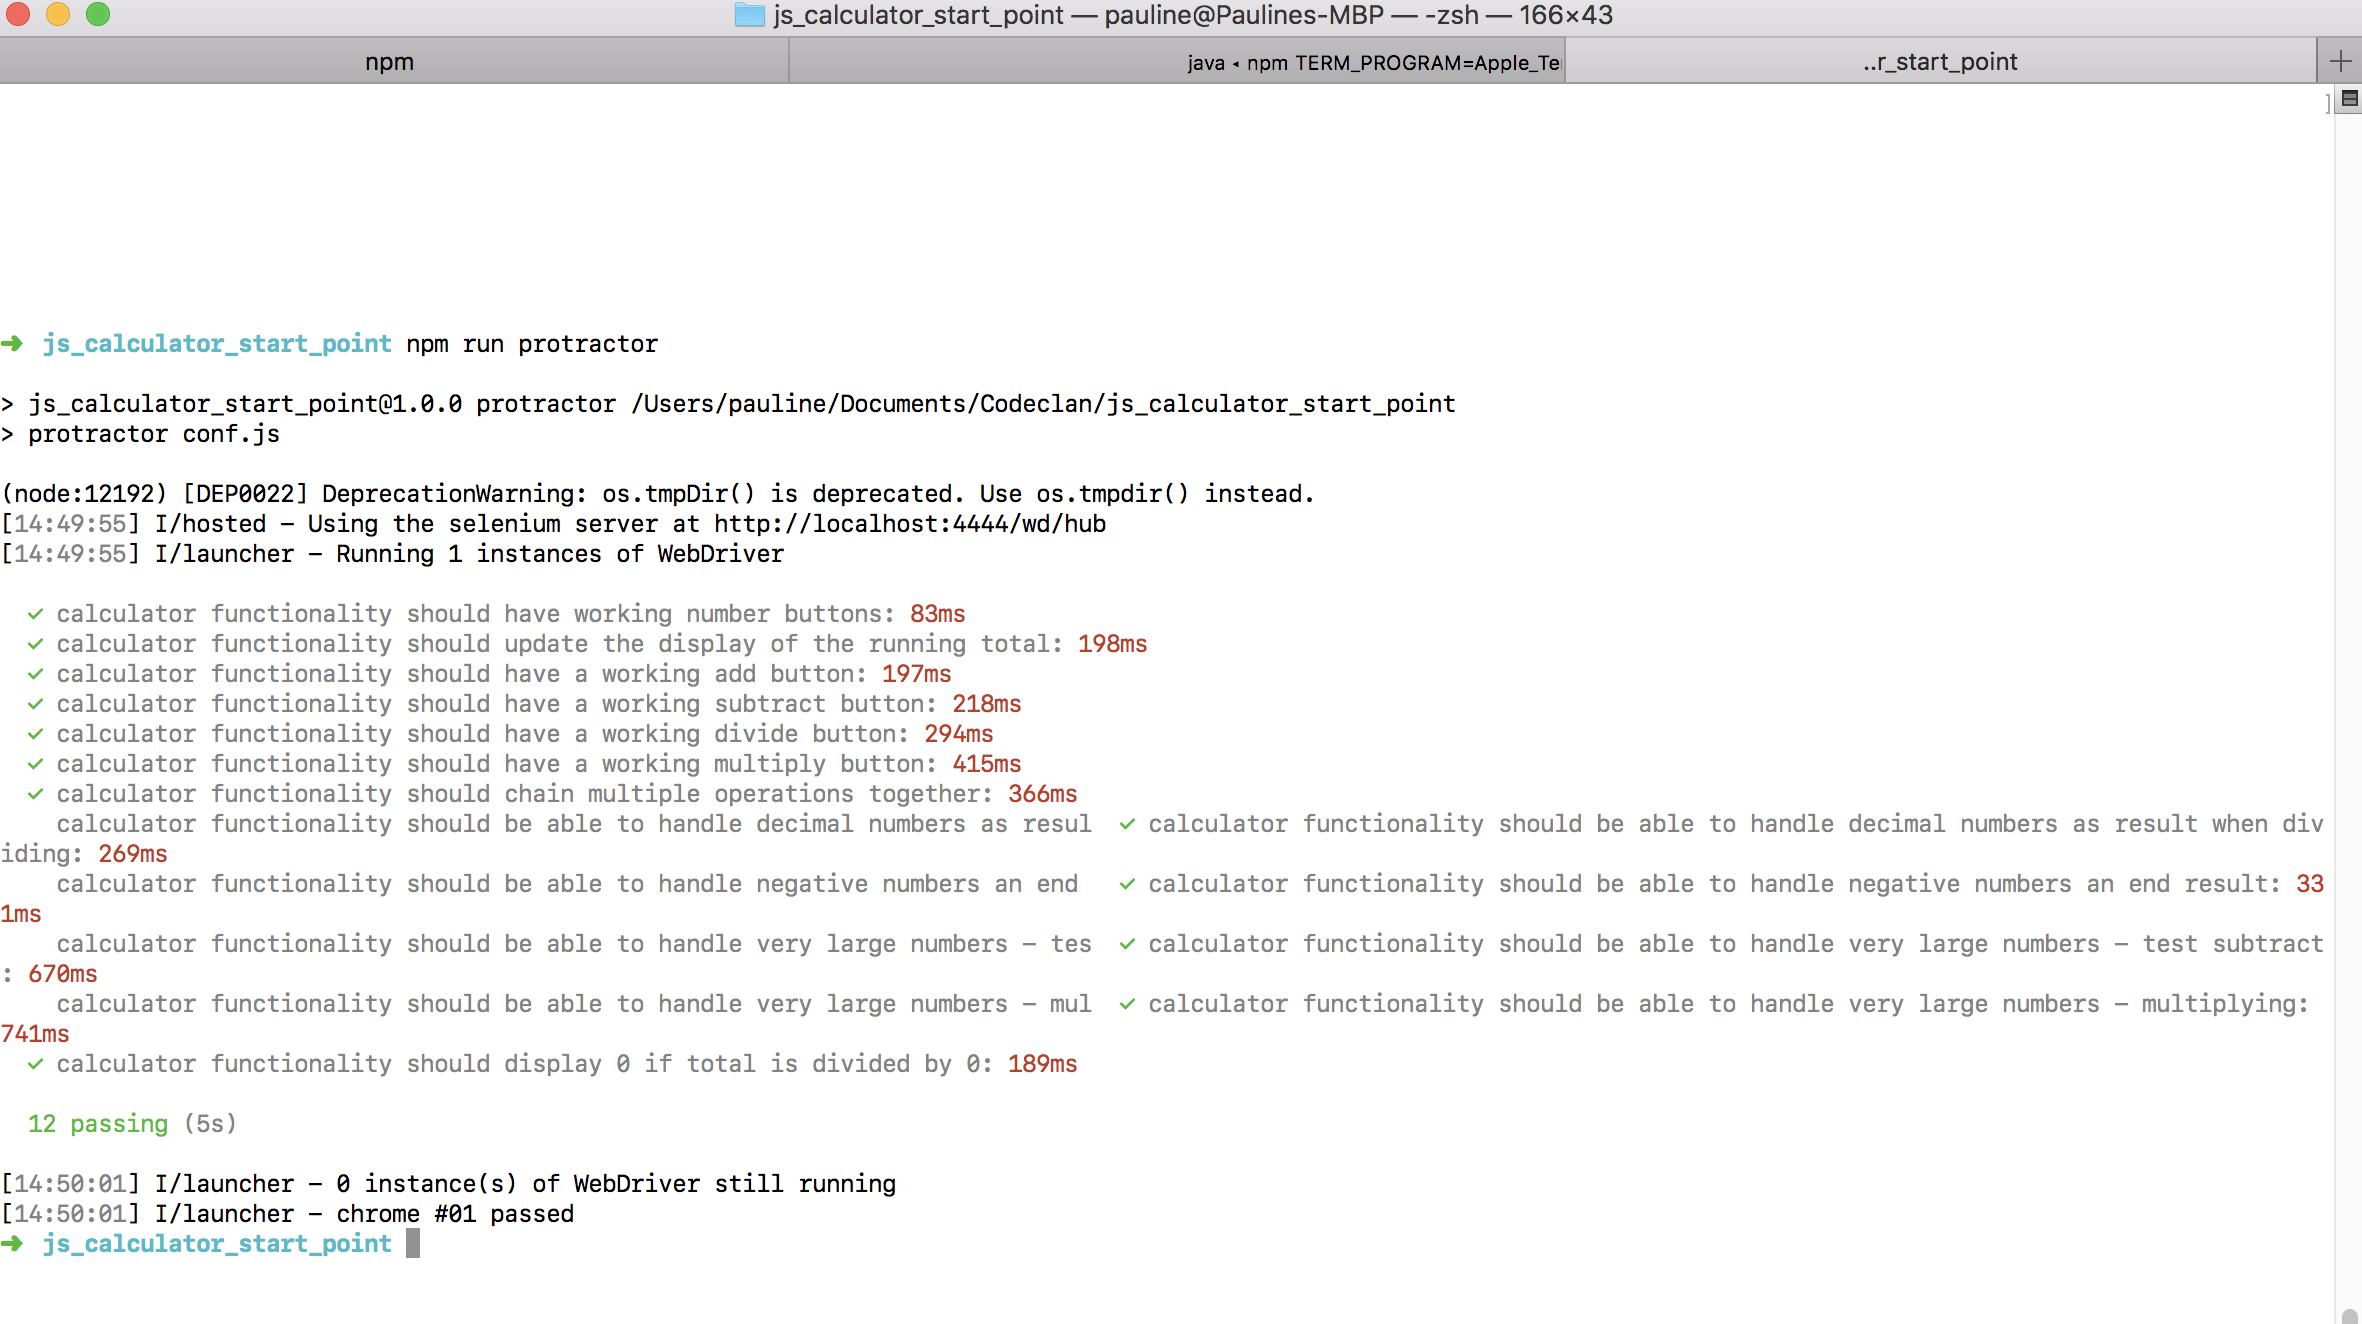 js_calculator_start_point — pauline@Paulines-MBP — -zsh — 166×43
npm
java ◂ npm TERM_PROGRAM=Apple_Te
..r_start_point
]
➜ js_calculator_start_point npm run protractor
> js_calculator_start_point@1.0.0 protractor /Users/pauline/Documents/Codeclan/js_calculator_start_point
> protractor conf.js
(node:12192) [DEP0022] DeprecationWarning: os.tmpDir() is deprecated. Use os.tmpdir() instead.
[14:49:55] I/hosted - Using the selenium server at http://localhost:4444/wd/hub
[14:49:55] I/launcher - Running 1 instances of WebDriver
✓ calculator functionality should have working number buttons: 83ms
✓ calculator functionality should update the display of the running total: 198ms
✓ calculator functionality should have a working add button: 197ms
✓ calculator functionality should have a working subtract button: 218ms
✓ calculator functionality should have a working divide button: 294ms
✓ calculator functionality should have a working multiply button: 415ms
✓ calculator functionality should chain multiple operations together: 366ms
calculator functionality should be able to handle decimal numbers as resul ✓ calculator functionality should be able to handle decimal numbers as result when div
iding: 269ms
calculator functionality should be able to handle negative numbers an end ✓ calculator functionality should be able to handle negative numbers an end result: 33
1ms
calculator functionality should be able to handle very large numbers - tes ✓ calculator functionality should be able to handle very large numbers - test subtract
: 670ms
calculator functionality should be able to handle very large numbers - mul ✓ calculator functionality should be able to handle very large numbers - multiplying:
741ms
✓ calculator functionality should display 0 if total is divided by 0: 189ms
12 passing (5s)
[14:50:01] I/launcher - 0 instance(s) of WebDriver still running
[14:50:01] I/launcher - chrome #01 passed
➜ js_calculator_start_point